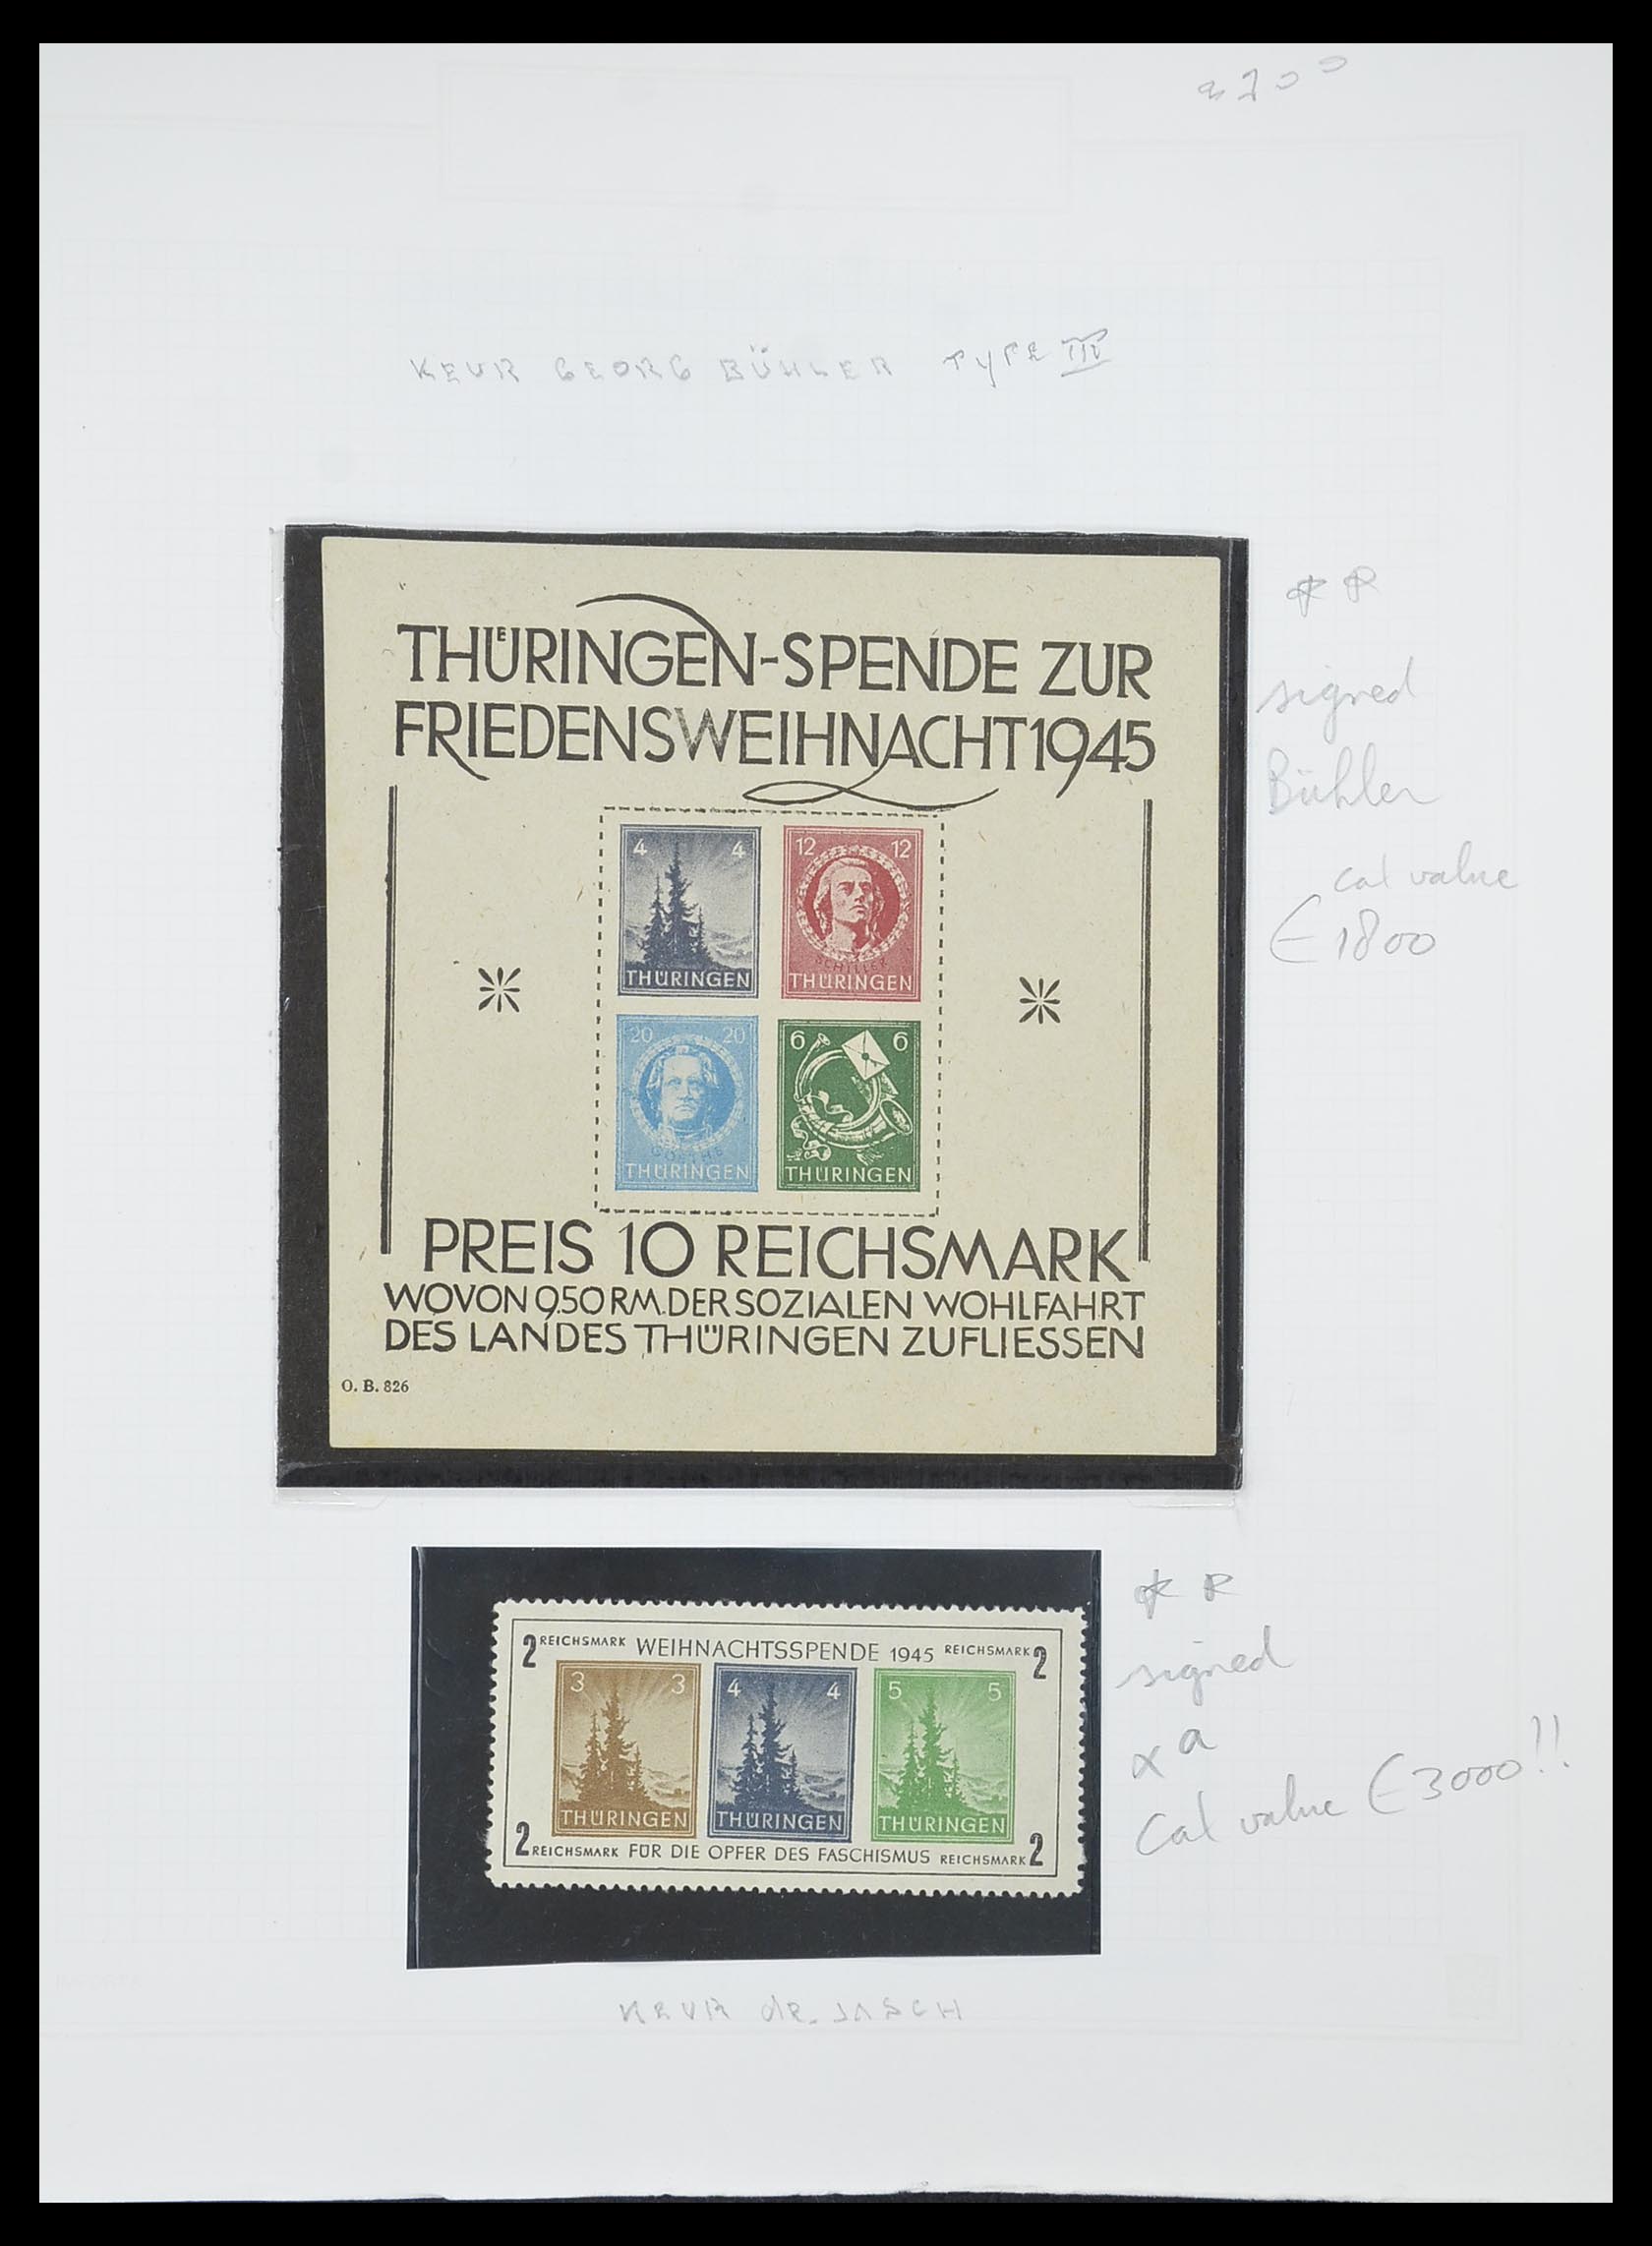 KEUR GEORG BÜHLER TYPE III
THÜRINGEN-SPENDE ZUR
FRIEDENSWEIHNACHT 1945
4 4
THÜRINGEN
12 12
SCHILLER
THÜRINGEN
20 20
GOETHE
THÜRINGEN
6 6
THÜRINGEN
PREIS 10 REICHSMARK
WOVON 9.50 RM. DER SOZIALEN WOHLFAHRT
DES LANDES THÜRINGEN ZUFLIESSEN
O. B. 826
**
signed
Bühler
cat value
€ 1800
2 REICHSMARK WEIHNACHTSSPENDE 1945 REICHSMARK 2
3 3
THÜRINGEN
4 4
THÜRINGEN
5 5
THÜRINGEN
2 REICHSMARK FÜR DIE OPFER DES FASCHISMUS REICHSMARK 2
**
signed
x a
Cat value € 3000!!
KEUR dR. JASCH